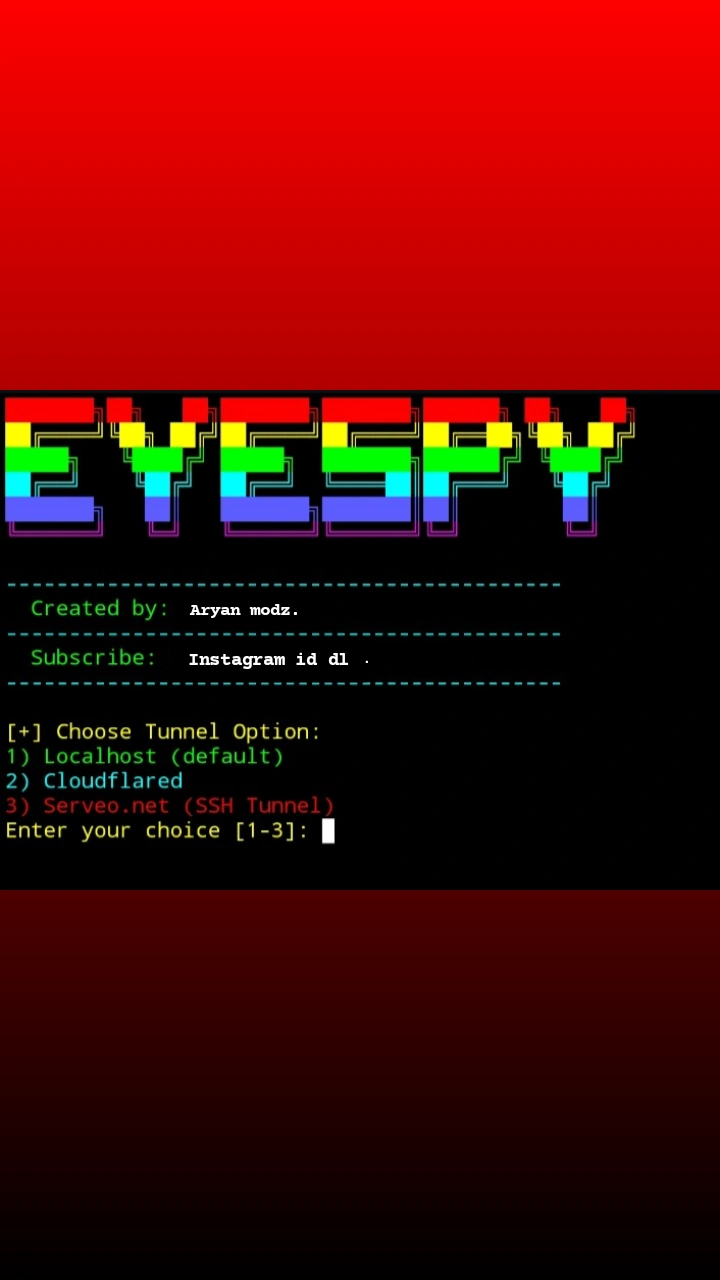 EYESPY
----------------------------------------------
Created by: Aryan modz.
----------------------------------------------
Subscribe: Instagram id dl .
----------------------------------------------
[+] Choose Tunnel Option:
1) Localhost (default)
2) Cloudflared
3) Serveo.net (SSH Tunnel)
Enter your choice [1-3]: